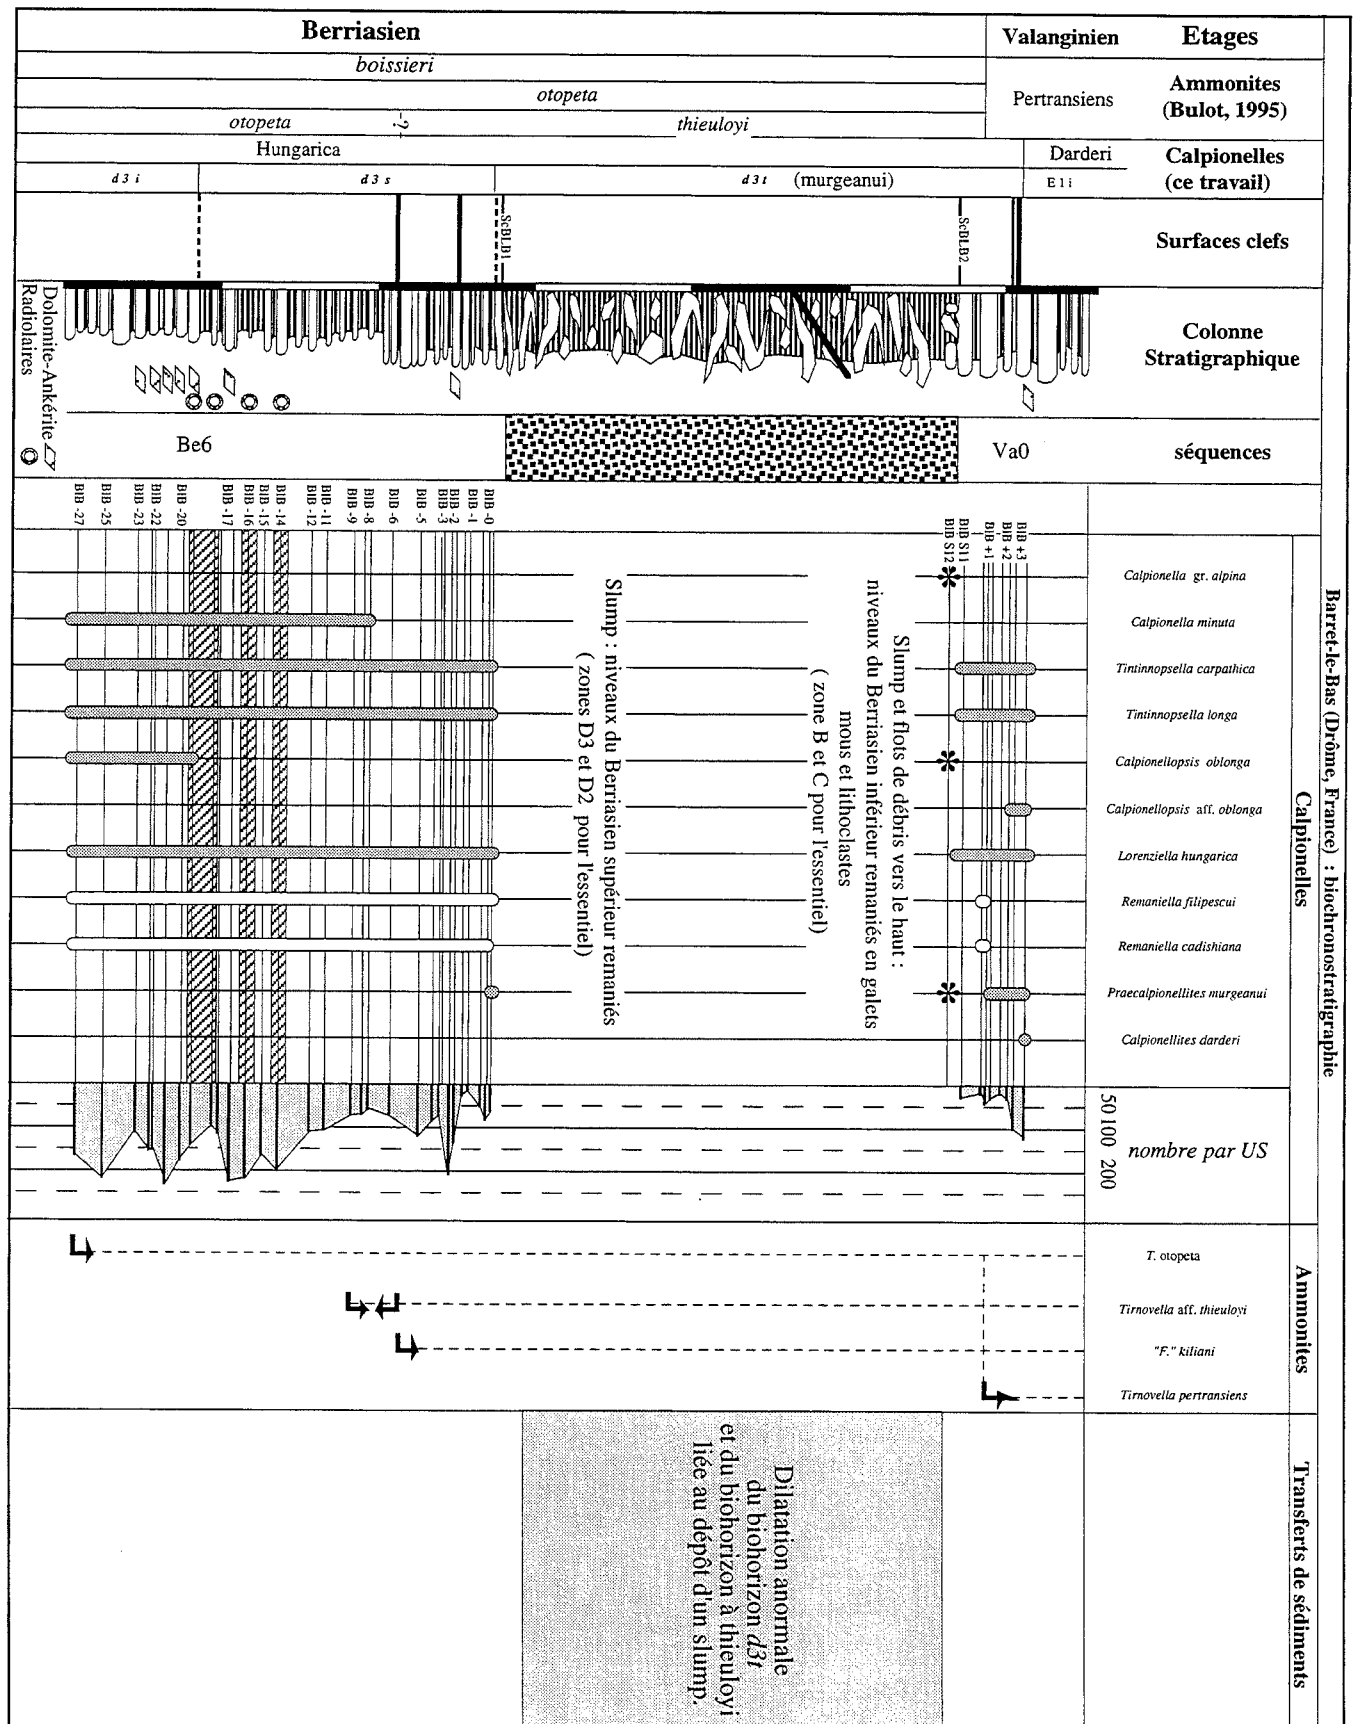 Barret-le-Bas (Drôme, France) : biochronostratigraphie
Berriasien
Valanginien
Etages
boissieri
otopeta
Pertransiens
Ammonites
(Bulot, 1995)
otopeta
-?-
thieuloyi
Hungarica
Darderi
Calpionelles
(ce travail)
d3i
d3s
d3t (murgeanui)
E1i
ScBLB1
ScBLB2
Surfaces clefs
Colonne
Stratigraphique
Dolomite-Ankérite
Radiolaires
Be6
Va0
séquences
BIB -27
BIB -25
BIB -23
BIB -22
BIB -20
BIB -17
BIB -16
BIB -15
BIB -14
BIB -12
BIB -11
BIB -9
BIB -8
BIB -6
BIB -5
BIB -3
BIB -2
BIB -1
BIB -0
BIB S12
BIB S11
BIB +1
BIB +2
BIB +3
Calpionelles
Calpionella gr. alpina
Calpionella minuta
Tintinnopsella carpathica
Tintinnopsella longa
Calpionellopsis oblonga
Calpionellopsis aff. oblonga
Lorenziella hungarica
Remaniella filipescui
Remaniella cadishiana
Praecalpionellites murgeanui
Calpionellites darderi
Slump et flots de débris vers le haut :
niveaux du Berriasien inférieur remaniés en galets
mous et lithoclastes
( zone B et C pour l'essentiel)
Slump : niveaux du Berriasien supérieur remaniés
( zones D3 et D2 pour l'essentiel)
50 100 200
nombre par US
Ammonites
T. otopeta
Tirnovella aff. thieuloyi
"F." kiliani
Tirnovella pertransiens
Transferts de sédiments
Dilatation anormale
du biohorizon d3t
et du biohorizon à thieuloyi
liée au dépôt d'un slump.